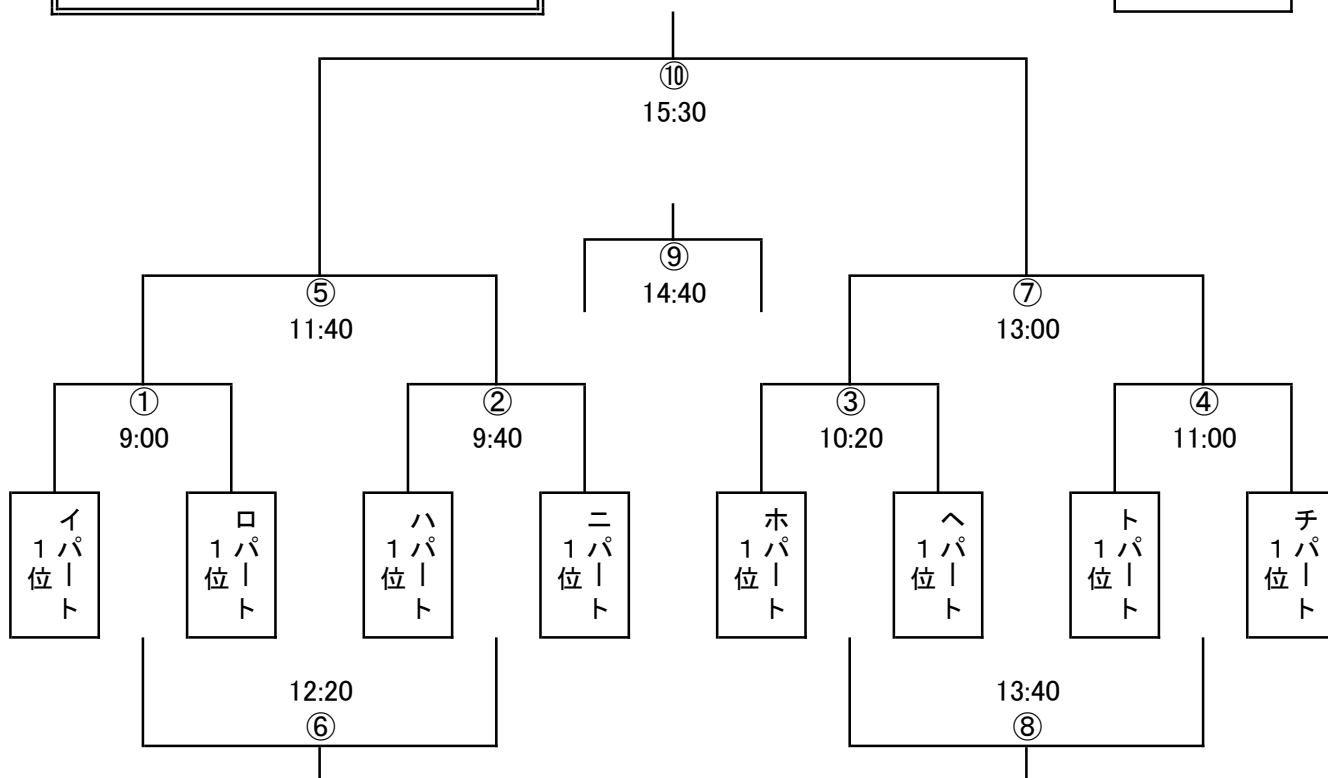 ⑩
15:30
⑨
14:40
⑤
11:40
⑦
13:00
①
9:00
②
9:40
③
10:20
④
11:00
イパート
1位
ロパート
1位
ハパート
1位
ニパート
1位
ホパート
1位
ヘパート
1位
トパート
1位
チパート
1位
12:20
⑥
13:40
⑧